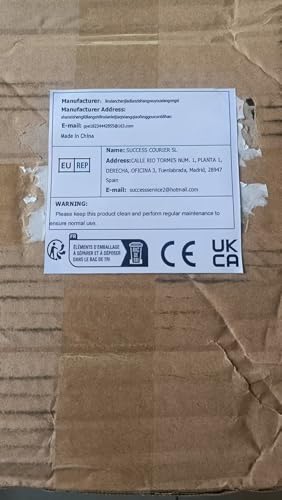 Manufacturer:
Manufacturer Address:
E-mail:
Made in China
EU REP
Name: SUCCESS COURIER SL
Address: CALLE RIO TORMES NUM. 1, PLANTA 1,
DERECHA, OFICINA 3, Fuenlabrada, Madrid, 28947
Spain
E-mail: successservice2@hotmail.com
WARNING:
Please keep this product clean and perform regular maintenance to
ensure normal use.
FR
ÉLÉMENTS D'EMBALLAGE
À SÉPARER ET À DÉPOSER
DANS LE BAC DE TRI
CE
UK
CA